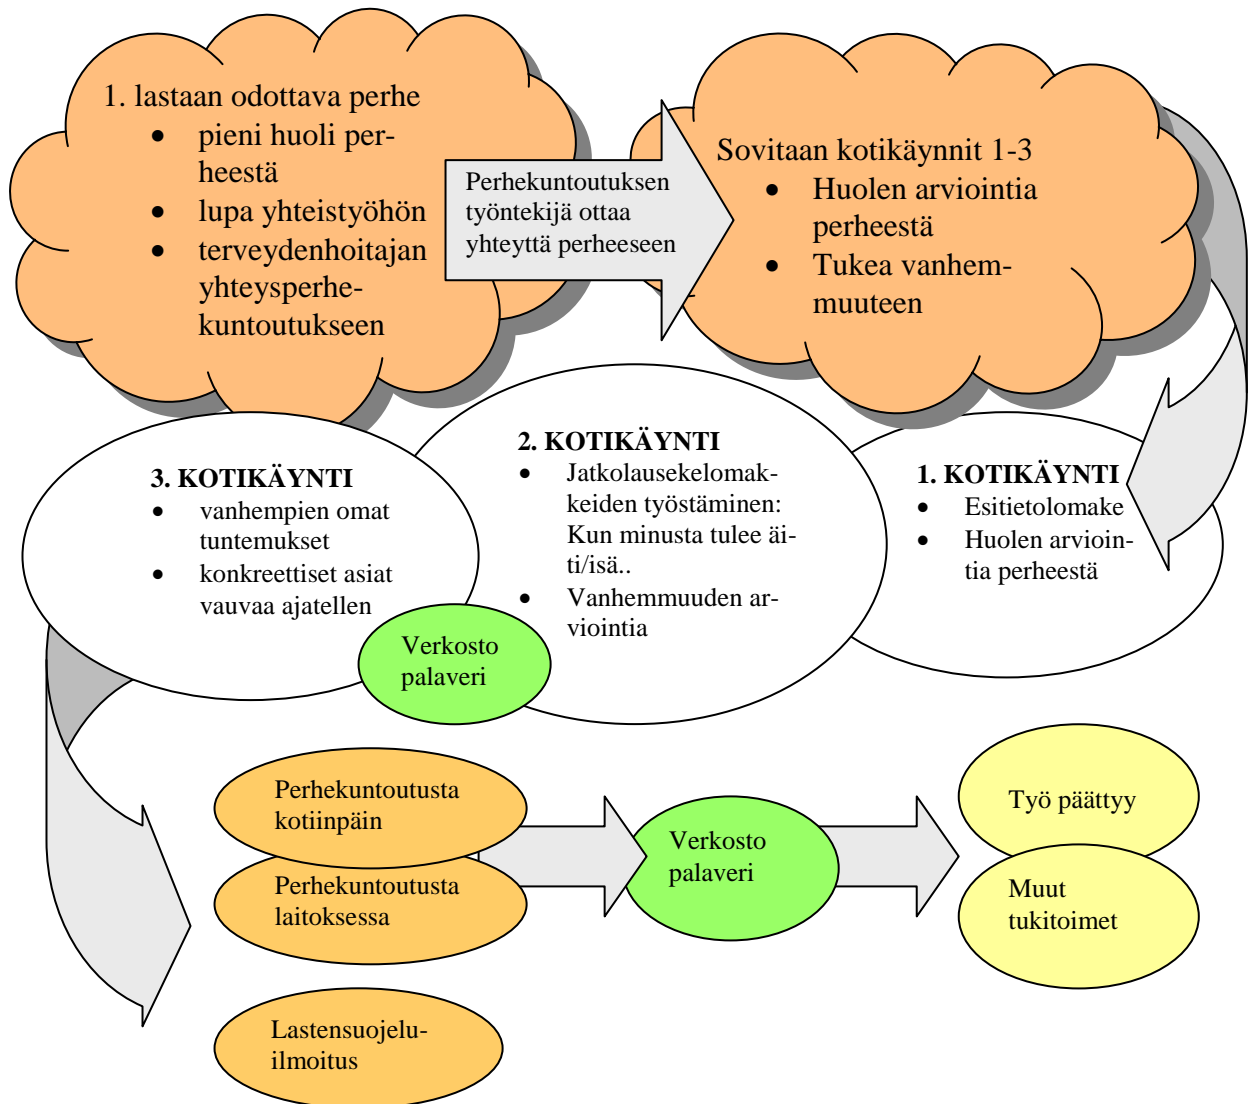 1. lastaan odottava perhe
• pieni huoli per-
heestä
• lupa yhteistyöhön
• terveydenhoitajan
yhteysperhe-
kuntoutukseen
Perhekuntoutuksen
työntekijä ottaa
yhteyttä perheeseen
Sovitaan kotikäynnit 1-3
• Huolen arviointia
perheestä
• Tukea vanhem-
muuteen
1. KOTIKÄYNTI
• Esitietolomake
• Huolen arvioin-
tia perheestä
2. KOTIKÄYNTI
• Jatkolausekelomak-
keiden työstäminen:
Kun minusta tulee äi-
ti/isä..
• Vanhemmuuden ar-
viointia
3. KOTIKÄYNTI
• vanhempien omat
tuntemukset
• konkreettiset asiat
vauvaa ajatellen
Verkosto
palaveri
Perhekuntoutusta
kotiinpäin
Perhekuntoutusta
laitoksessa
Lastensuojelu-
ilmoitus
Verkosto
palaveri
Työ päättyy
Muut
tukitoimet